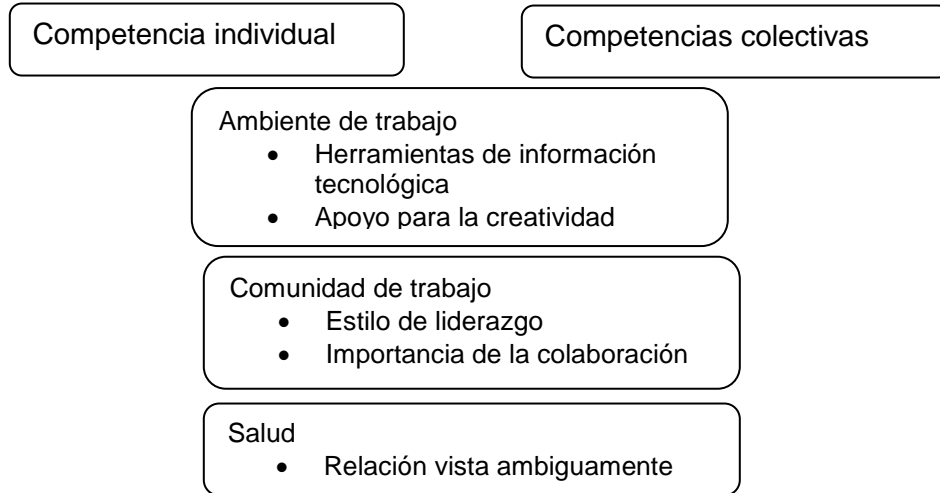 Competencia individual
Competencias colectivas
Ambiente de trabajo
• Herramientas de información
tecnológica
• Apoyo para la creatividad
Comunidad de trabajo
• Estilo de liderazgo
• Importancia de la colaboración
Salud
• Relación vista ambiguamente